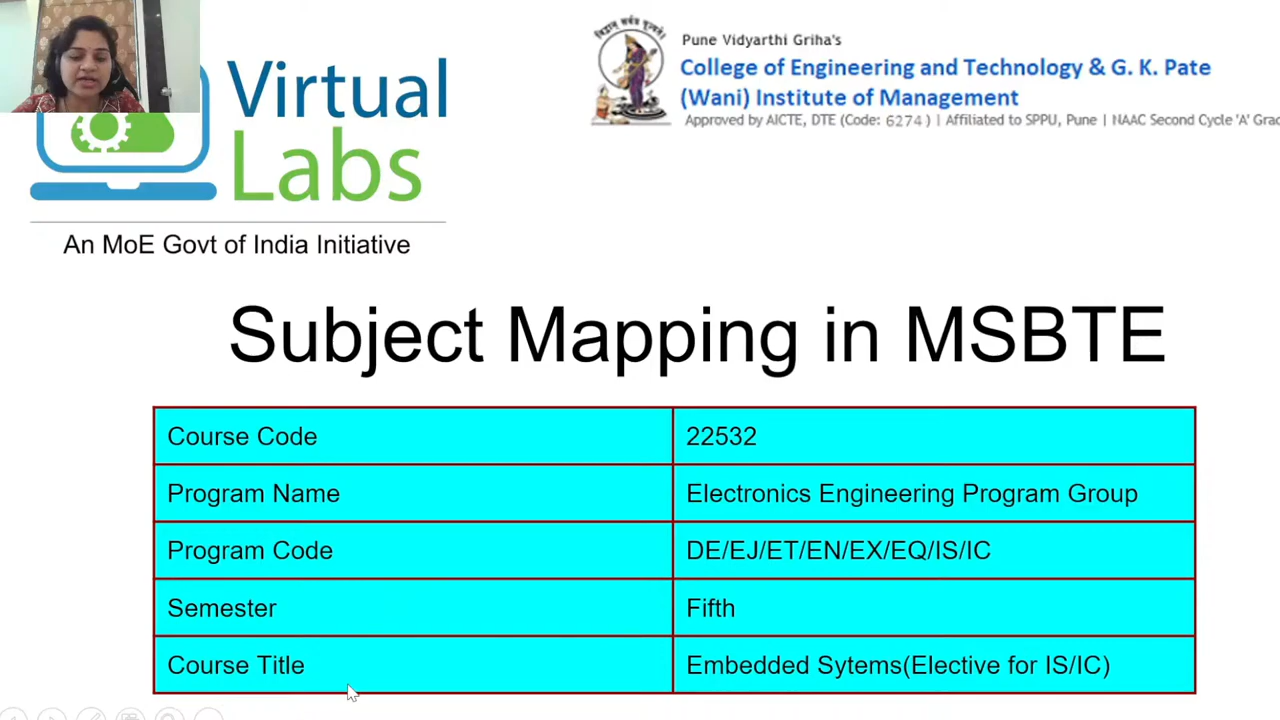 Virtual
Labs
An MoE Govt of India Initiative
Pune Vidyarthi Griha's
College of Engineering and Technology & G. K. Pate
(Wani) Institute of Management
Approved by AICTE, DTE (Code: 6274) | Affiliated to SPPU, Pune | NAAC Second Cycle 'A' Grad
Subject Mapping in MSBTE
Course Code 22532
Program Name Electronics Engineering Program Group
Program Code DE/EJ/ET/EN/EX/EQ/IS/IC
Semester Fifth
Course Title Embedded Sytems(Elective for IS/IC)